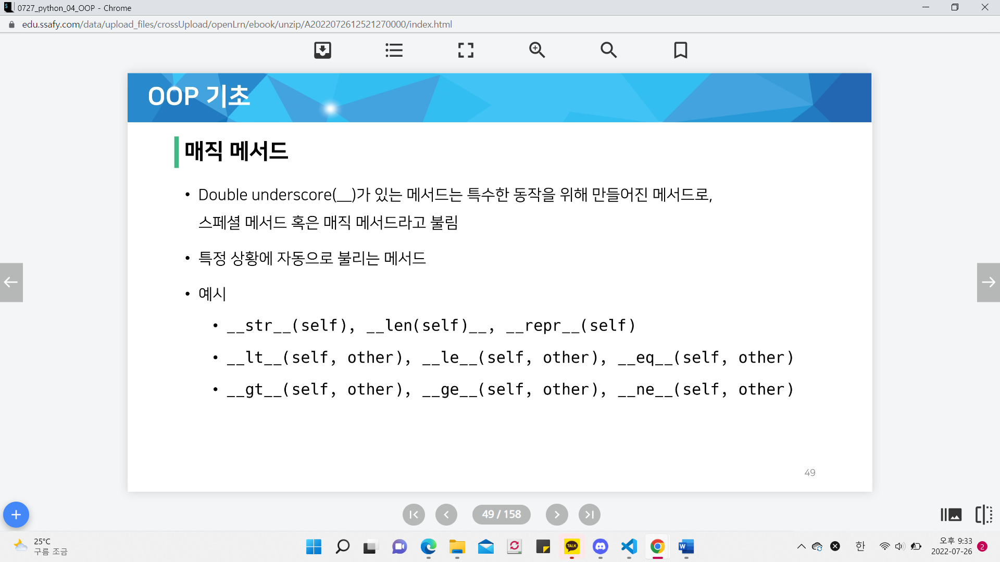 0727_python_04_OOP - Chrome
edu.ssafy.com/data/upload_files/crossUpload/openLrn/ebook/unzip/A2022072612521270000/index.html
OOP 기초
매직 메서드
• Double underscore(__)가 있는 메서드는 특수한 동작을 위해 만들어진 메서드로,
스페셜 메서드 혹은 매직 메서드라고 불림
• 특정 상황에 자동으로 불리는 메서드
• 예시
• __str__(self), __len(self)__, __repr__(self)
• __lt__(self, other), __le__(self, other), __eq__(self, other)
• __gt__(self, other), __ge__(self, other), __ne__(self, other)
49
49 / 158
25°C
구름 조금
TALK
W
한
오후 9:33
2022-07-26
2